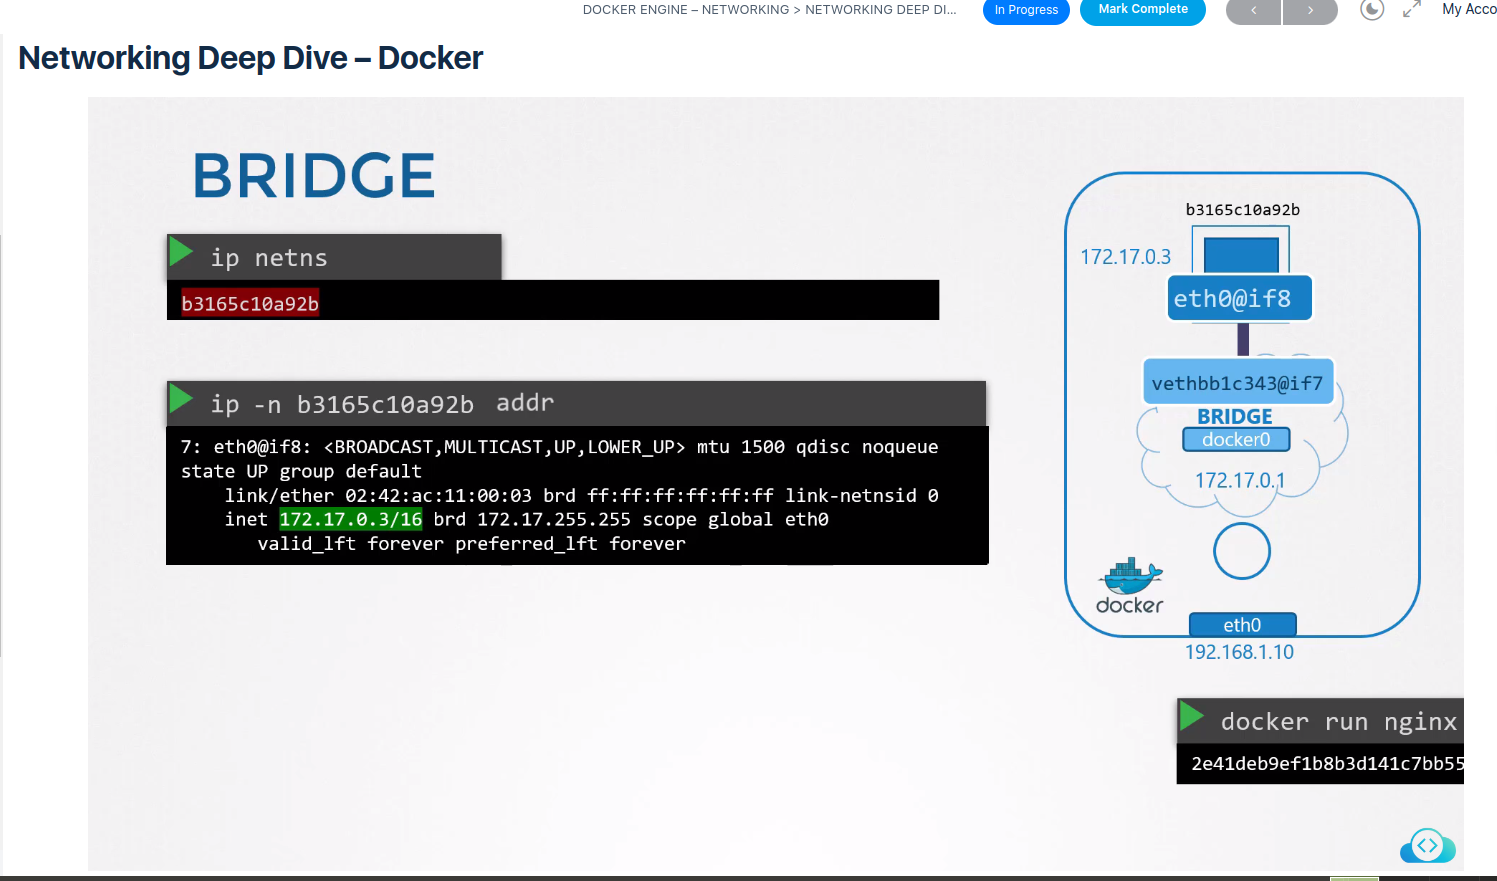 DOCKER ENGINE – NETWORKING > NETWORKING DEEP DI...
In Progress
Mark Complete
< >
My Acco
Networking Deep Dive – Docker
BRIDGE
ip netns
b3165c10a92b
ip -n b3165c10a92b addr
7: eth0@if8: <BROADCAST,MULTICAST,UP,LOWER_UP> mtu 1500 qdisc noqueue
state UP group default
link/ether 02:42:ac:11:00:03 brd ff:ff:ff:ff:ff:ff link-netnsid 0
inet 172.17.0.3/16 brd 172.17.255.255 scope global eth0
valid_lft forever preferred_lft forever
b3165c10a92b
172.17.0.3
eth0@if8
vethbb1c343@if7
BRIDGE
docker0
172.17.0.1
docker
eth0
192.168.1.10
docker run nginx
2e41deb9ef1b8b3d141c7bb55